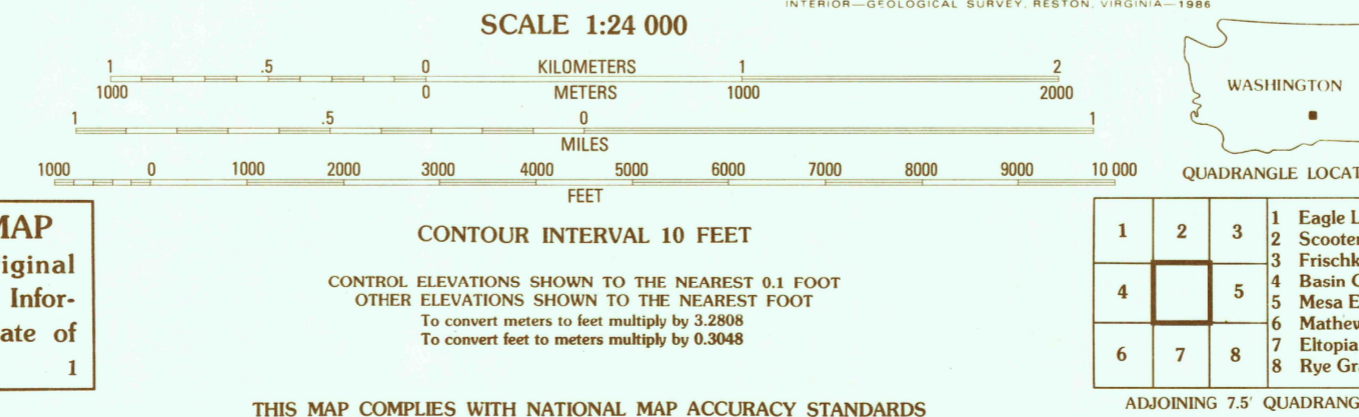 INTERIOR—GEOLOGICAL SURVEY, RESTON, VIRGINIA—1986
SCALE 1:24 000
1 .5 0 KILOMETERS 1 2
1000 0 METERS 1000 2000
1 .5 0 1
MILES
1000 0 1000 2000 3000 4000 5000 6000 7000 8000 9000 10 000
FEET
CONTOUR INTERVAL 10 FEET
CONTROL ELEVATIONS SHOWN TO THE NEAREST 0.1 FOOT
OTHER ELEVATIONS SHOWN TO THE NEAREST FOOT
To convert meters to feet multiply by 3.2808
To convert feet to meters multiply by 0.3048
THIS MAP COMPLIES WITH NATIONAL MAP ACCURACY STANDARDS
MAP
iginal
Infor-
ate of
1
WASHINGTON
QUADRANGLE LOCAT
1 2 3
4 5
6 7 8
1 Eagle L
2 Scooter
3 Frischk
4 Basin C
5 Mesa E
6 Mathew
7 Eltopia
8 Rye Gr
ADJOINING 7.5' QUADRANG